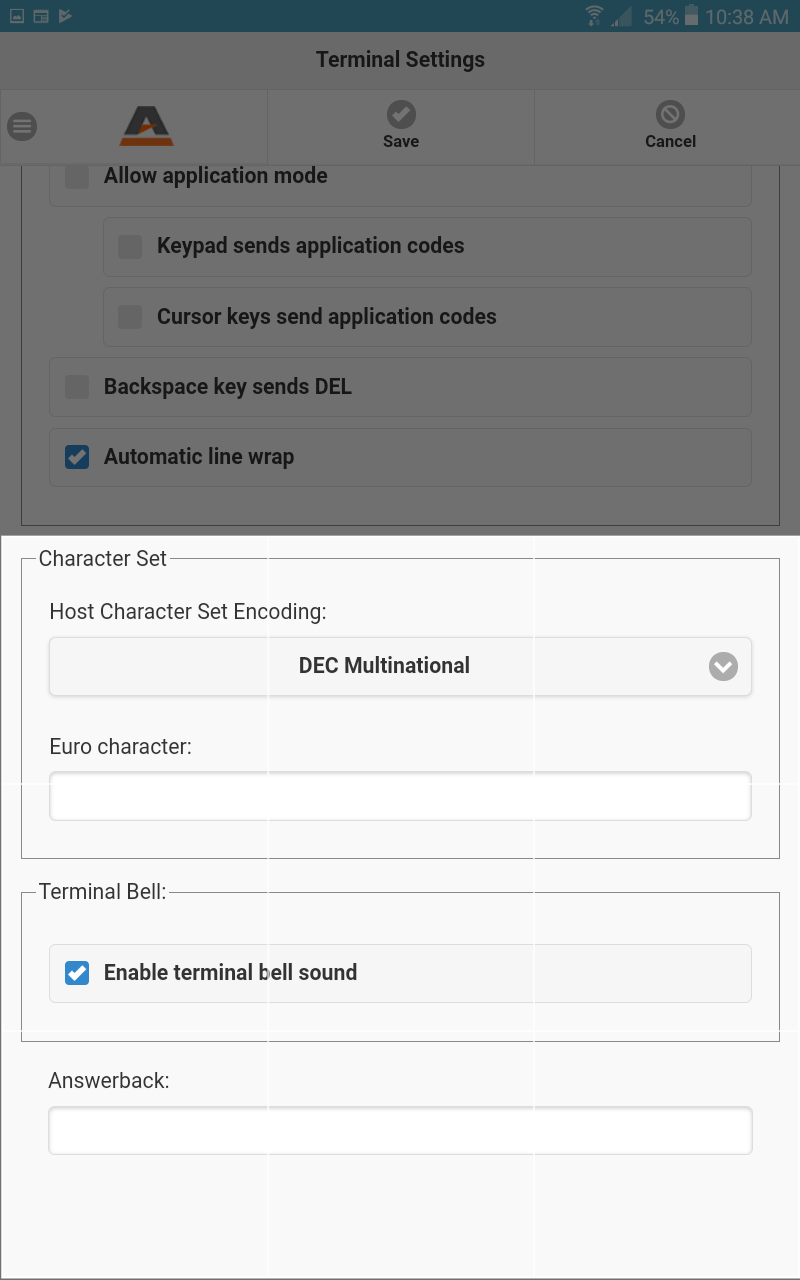 54% 10:38 AM
Terminal Settings
Save
Cancel
Allow application mode
Keypad sends application codes
Cursor keys send application codes
Backspace key sends DEL
Automatic line wrap
Character Set
Host Character Set Encoding:
DEC Multinational
Euro character:
Terminal Bell:
Enable terminal bell sound
Answerback: